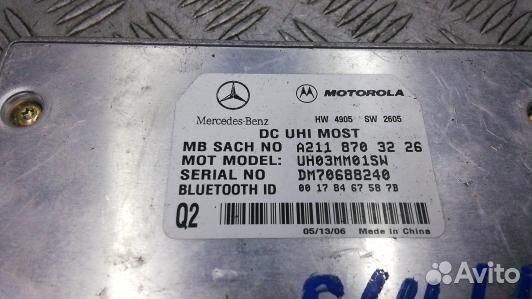 Mercedes-Benz
MOTOROLA
HW 4905 SW 2605
DC UHI MOST
MB SACH NO A211 870 32 26
MOT MODEL: UH03MM01SW
SERIAL NO DM70688240
BLUETOOTH ID 00 17 84 67 58 7B
Q2
05/13/06 Made in China
Avito